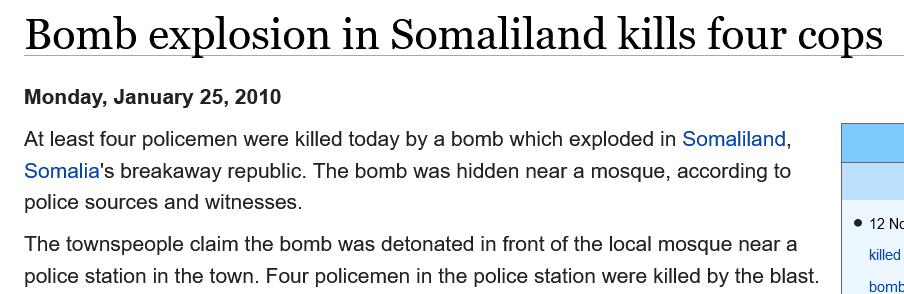 Bomb explosion in Somaliland kills four cops
Monday, January 25, 2010
At least four policemen were killed today by a bomb which exploded in Somaliland,
Somalia's breakaway republic. The bomb was hidden near a mosque, according to
police sources and witnesses.
The townspeople claim the bomb was detonated in front of the local mosque near a
police station in the town. Four policemen in the police station were killed by the blast.
• 12 No
killed
bomb